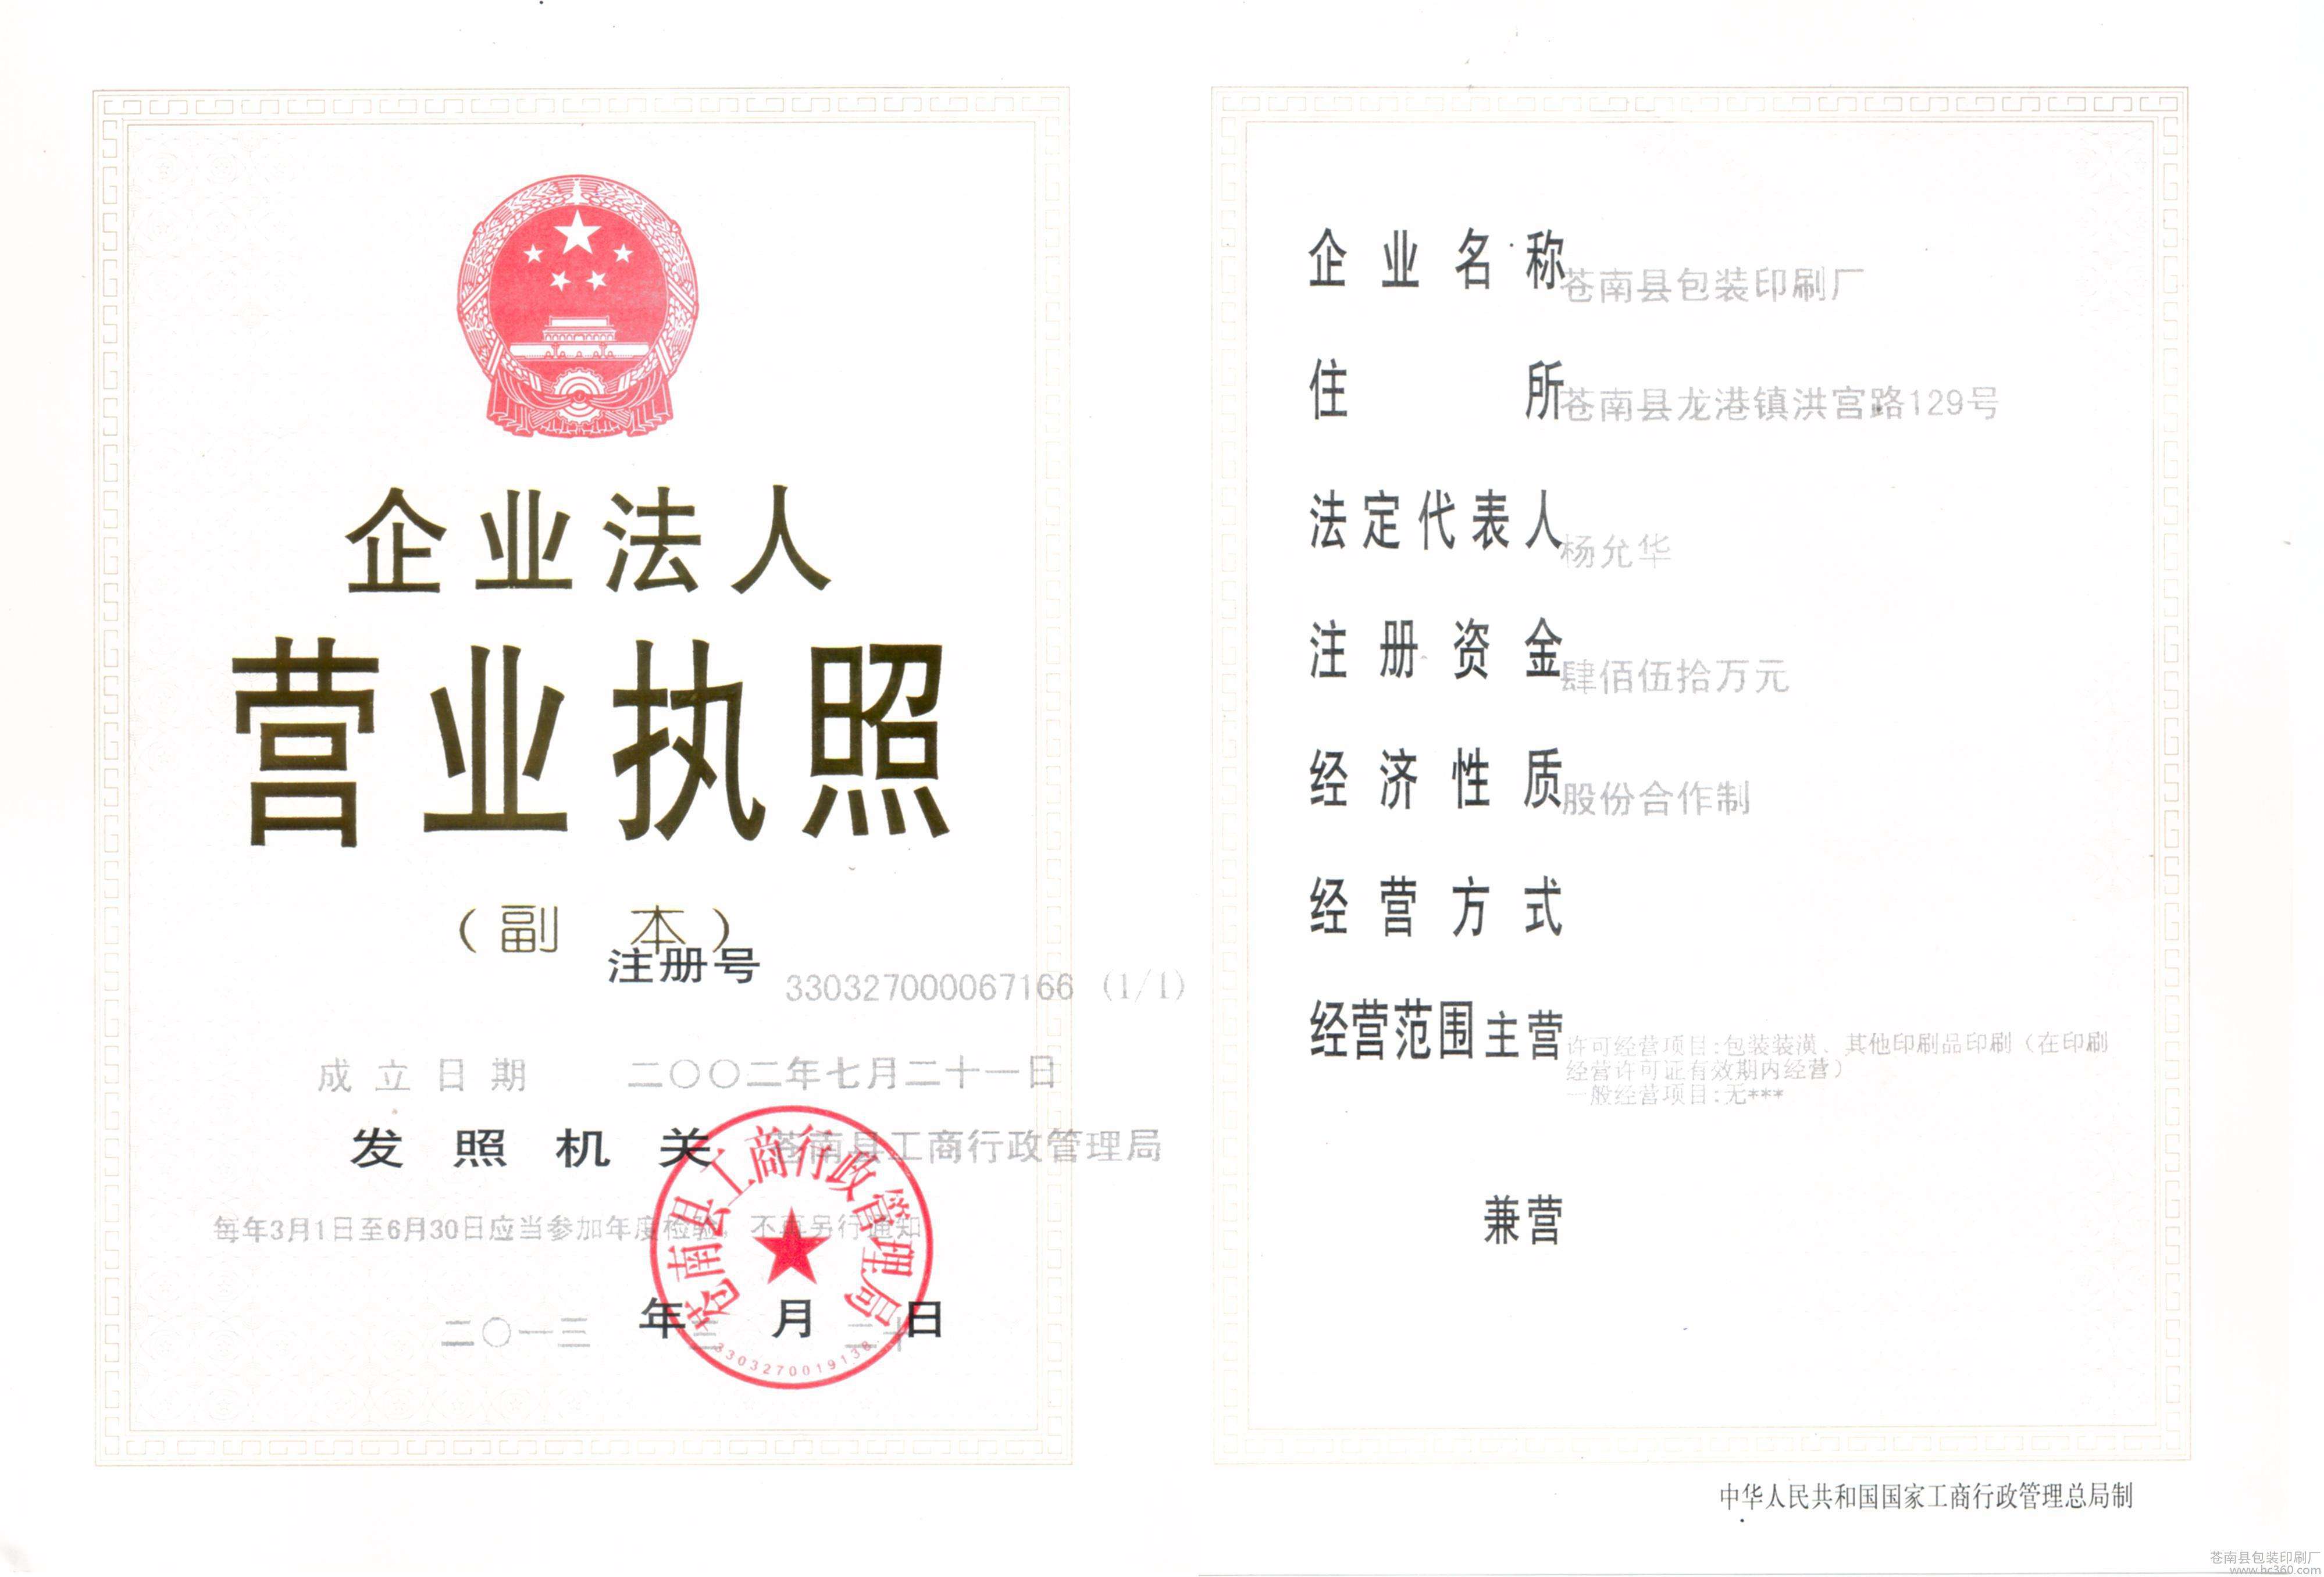 企业法人
营业执照
（副 本）
注册号 330327000067166 (1/1)
成立日期 二〇〇二年七月二十一日
发照机关 苍南县工商行政管理局
每年3月1日至6月30日应当参加年度检验，不再另行通知
二〇一三 年 三 月 二十 日
苍南县工商行政管理局
3303270019138
企业名称 苍南县包装印刷厂
住所 苍南县龙港镇洪宫路129号
法定代表人 杨允华
注册资金 肆佰伍拾万元
经济性质 股份合作制
经营方式
经营范围 主营 许可经营项目:包装装潢、其他印刷品印刷（在印刷
经营许可证有效期内经营）
一般经营项目:无***
兼营
中华人民共和国国家工商行政管理总局制
苍南县包装印刷厂
www.hc360.com